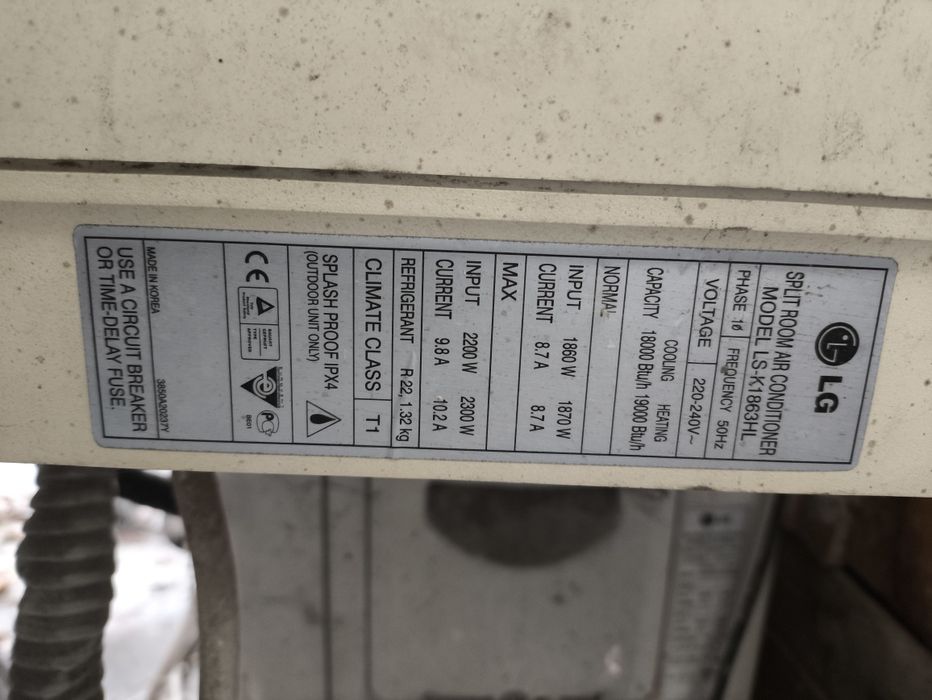 LG
SPLIT ROOM AIR CONDITIONER
MODEL LS-K1863HL
PHASE 1ø FREQUENCY 50Hz
VOLTAGE 220-240V~
COOLING HEATING
CAPACITY 18000 Btu/h 19000 Btu/h
NORMAL
INPUT 1860 W 1870 W
CURRENT 8.7 A 8.7 A
MAX
INPUT 2200 W 2300 W
CURRENT 9.8 A 10.2 A
REFRIGERANT R 22, 1.32 kg
CLIMATE CLASS T1
SPLASH PROOF IPX4
(OUTDOOR UNIT ONLY)
CE
BE01
MADE IN KOREA 3850A20237Y
USE A CIRCUIT BREAKER
OR TIME-DELAY FUSE.